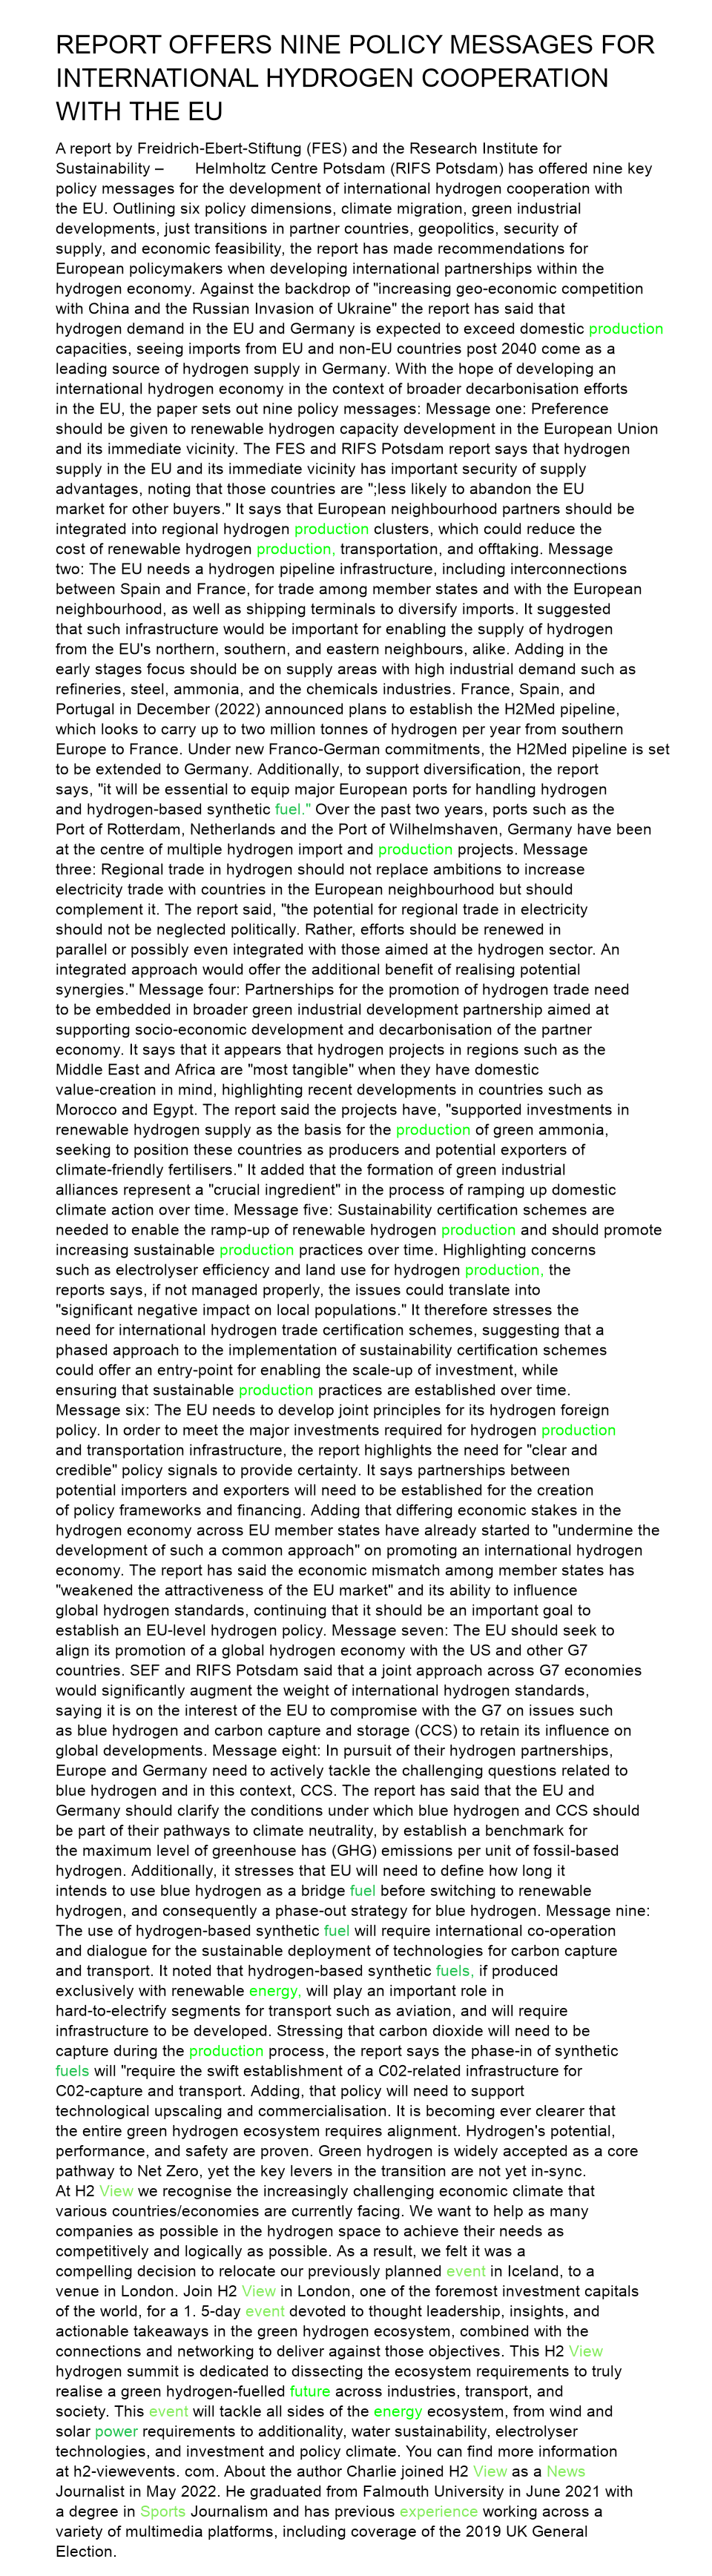 REPORT OFFERS NINE POLICY MESSAGES FOR
INTERNATIONAL HYDROGEN COOPERATION
WITH THE EU
A report by Freidrich-Ebert-Stiftung (FES) and the Research Institute for
Sustainability – Helmholtz Centre Potsdam (RIFS Potsdam) has offered nine key
policy messages for the development of international hydrogen cooperation with
the EU. Outlining six policy dimensions, climate migration, green industrial
developments, just transitions in partner countries, geopolitics, security of
supply, and economic feasibility, the report has made recommendations for
European policymakers when developing international partnerships within the
hydrogen economy. Against the backdrop of "increasing geo-economic competition
with China and the Russian Invasion of Ukraine" the report has said that
hydrogen demand in the EU and Germany is expected to exceed domestic production
capacities, seeing imports from EU and non-EU countries post 2040 come as a
leading source of hydrogen supply in Germany. With the hope of developing an
international hydrogen economy in the context of broader decarbonisation efforts
in the EU, the paper sets out nine policy messages: Message one: Preference
should be given to renewable hydrogen capacity development in the European Union
and its immediate vicinity. The FES and RIFS Potsdam report says that hydrogen
supply in the EU and its immediate vicinity has important security of supply
advantages, noting that those countries are ";less likely to abandon the EU
market for other buyers." It says that European neighbourhood partners should be
integrated into regional hydrogen production clusters, which could reduce the
cost of renewable hydrogen production, transportation, and offtaking. Message
two: The EU needs a hydrogen pipeline infrastructure, including interconnections
between Spain and France, for trade among member states and with the European
neighbourhood, as well as shipping terminals to diversify imports. It suggested
that such infrastructure would be important for enabling the supply of hydrogen
from the EU's northern, southern, and eastern neighbours, alike. Adding in the
early stages focus should be on supply areas with high industrial demand such as
refineries, steel, ammonia, and the chemicals industries. France, Spain, and
Portugal in December (2022) announced plans to establish the H2Med pipeline,
which looks to carry up to two million tonnes of hydrogen per year from southern
Europe to France. Under new Franco-German commitments, the H2Med pipeline is set
to be extended to Germany. Additionally, to support diversification, the report
says, "it will be essential to equip major European ports for handling hydrogen
and hydrogen-based synthetic fuel." Over the past two years, ports such as the
Port of Rotterdam, Netherlands and the Port of Wilhelmshaven, Germany have been
at the centre of multiple hydrogen import and production projects. Message
three: Regional trade in hydrogen should not replace ambitions to increase
electricity trade with countries in the European neighbourhood but should
complement it. The report said, "the potential for regional trade in electricity
should not be neglected politically. Rather, efforts should be renewed in
parallel or possibly even integrated with those aimed at the hydrogen sector. An
integrated approach would offer the additional benefit of realising potential
synergies." Message four: Partnerships for the promotion of hydrogen trade need
to be embedded in broader green industrial development partnership aimed at
supporting socio-economic development and decarbonisation of the partner
economy. It says that it appears that hydrogen projects in regions such as the
Middle East and Africa are "most tangible" when they have domestic
value-creation in mind, highlighting recent developments in countries such as
Morocco and Egypt. The report said the projects have, "supported investments in
renewable hydrogen supply as the basis for the production of green ammonia,
seeking to position these countries as producers and potential exporters of
climate-friendly fertilisers." It added that the formation of green industrial
alliances represent a "crucial ingredient" in the process of ramping up domestic
climate action over time. Message five: Sustainability certification schemes are
needed to enable the ramp-up of renewable hydrogen production and should promote
increasing sustainable production practices over time. Highlighting concerns
such as electrolyser efficiency and land use for hydrogen production, the
reports says, if not managed properly, the issues could translate into
"significant negative impact on local populations." It therefore stresses the
need for international hydrogen trade certification schemes, suggesting that a
phased approach to the implementation of sustainability certification schemes
could offer an entry-point for enabling the scale-up of investment, while
ensuring that sustainable production practices are established over time.
Message six: The EU needs to develop joint principles for its hydrogen foreign
policy. In order to meet the major investments required for hydrogen production
and transportation infrastructure, the report highlights the need for "clear and
credible" policy signals to provide certainty. It says partnerships between
potential importers and exporters will need to be established for the creation
of policy frameworks and financing. Adding that differing economic stakes in the
hydrogen economy across EU member states have already started to "undermine the
development of such a common approach" on promoting an international hydrogen
economy. The report has said the economic mismatch among member states has
"weakened the attractiveness of the EU market" and its ability to influence
global hydrogen standards, continuing that it should be an important goal to
establish an EU-level hydrogen policy. Message seven: The EU should seek to
align its promotion of a global hydrogen economy with the US and other G7
countries. SEF and RIFS Potsdam said that a joint approach across G7 economies
would significantly augment the weight of international hydrogen standards,
saying it is on the interest of the EU to compromise with the G7 on issues such
as blue hydrogen and carbon capture and storage (CCS) to retain its influence on
global developments. Message eight: In pursuit of their hydrogen partnerships,
Europe and Germany need to actively tackle the challenging questions related to
blue hydrogen and in this context, CCS. The report has said that the EU and
Germany should clarify the conditions under which blue hydrogen and CCS should
be part of their pathways to climate neutrality, by establish a benchmark for
the maximum level of greenhouse has (GHG) emissions per unit of fossil-based
hydrogen. Additionally, it stresses that EU will need to define how long it
intends to use blue hydrogen as a bridge fuel before switching to renewable
hydrogen, and consequently a phase-out strategy for blue hydrogen. Message nine:
The use of hydrogen-based synthetic fuel will require international co-operation
and dialogue for the sustainable deployment of technologies for carbon capture
and transport. It noted that hydrogen-based synthetic fuels, if produced
exclusively with renewable energy, will play an important role in
hard-to-electrify segments for transport such as aviation, and will require
infrastructure to be developed. Stressing that carbon dioxide will need to be
capture during the production process, the report says the phase-in of synthetic
fuels will "require the swift establishment of a C02-related infrastructure for
C02-capture and transport. Adding, that policy will need to support
technological upscaling and commercialisation. It is becoming ever clearer that
the entire green hydrogen ecosystem requires alignment. Hydrogen's potential,
performance, and safety are proven. Green hydrogen is widely accepted as a core
pathway to Net Zero, yet the key levers in the transition are not yet in-sync.
At H2 View we recognise the increasingly challenging economic climate that
various countries/economies are currently facing. We want to help as many
companies as possible in the hydrogen space to achieve their needs as
competitively and logically as possible. As a result, we felt it was a
compelling decision to relocate our previously planned event in Iceland, to a
venue in London. Join H2 View in London, one of the foremost investment capitals
of the world, for a 1. 5-day event devoted to thought leadership, insights, and
actionable takeaways in the green hydrogen ecosystem, combined with the
connections and networking to deliver against those objectives. This H2 View
hydrogen summit is dedicated to dissecting the ecosystem requirements to truly
realise a green hydrogen-fuelled future across industries, transport, and
society. This event will tackle all sides of the energy ecosystem, from wind and
solar power requirements to additionality, water sustainability, electrolyser
technologies, and investment and policy climate. You can find more information
at h2-viewevents. com. About the author Charlie joined H2 View as a News
Journalist in May 2022. He graduated from Falmouth University in June 2021 with
a degree in Sports Journalism and has previous experience working across a
variety of multimedia platforms, including coverage of the 2019 UK General
Election.